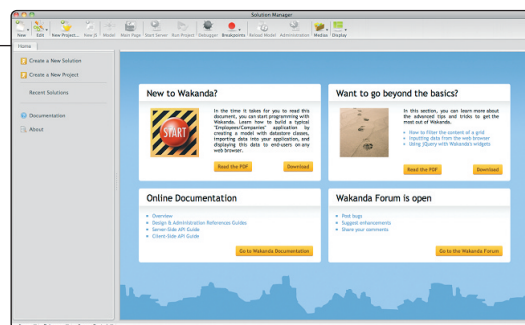 Solution Manager
New Edit New Project... New JS Model Main Page Start Server Run Project Debugger Breakpoints Reload Model Administration Medias Display
Home
Create a New Solution
Create a New Project
Recent Solutions
Documentation
About
New to Wakanda?
START
In the time it takes for you to read this
document, you can start programming with
Wakanda. Learn how to build a typical
"Employees/Companies" application by
creating a model with datastore classes,
importing data into your application, and
displaying this data to end-users on any
web browser.
Read the PDF
Download
Want to go beyond the basics?
In this section, you can learn more about
the advanced tips and tricks to get the
most out of Wakanda.
How to Filter the content of a grid
Inputting data from the web browser
Using jQuery with Wakanda's widgets
Read the PDF
Download
Online Documentation
Overview
Design & Administration References Guides
Server-Side API Guide
Client-Side API Guide
Go to Wakanda Documentation
Wakanda Forum is open
Post bugs
Suggest enhancements
Share your comments
Go to the Wakanda Forum